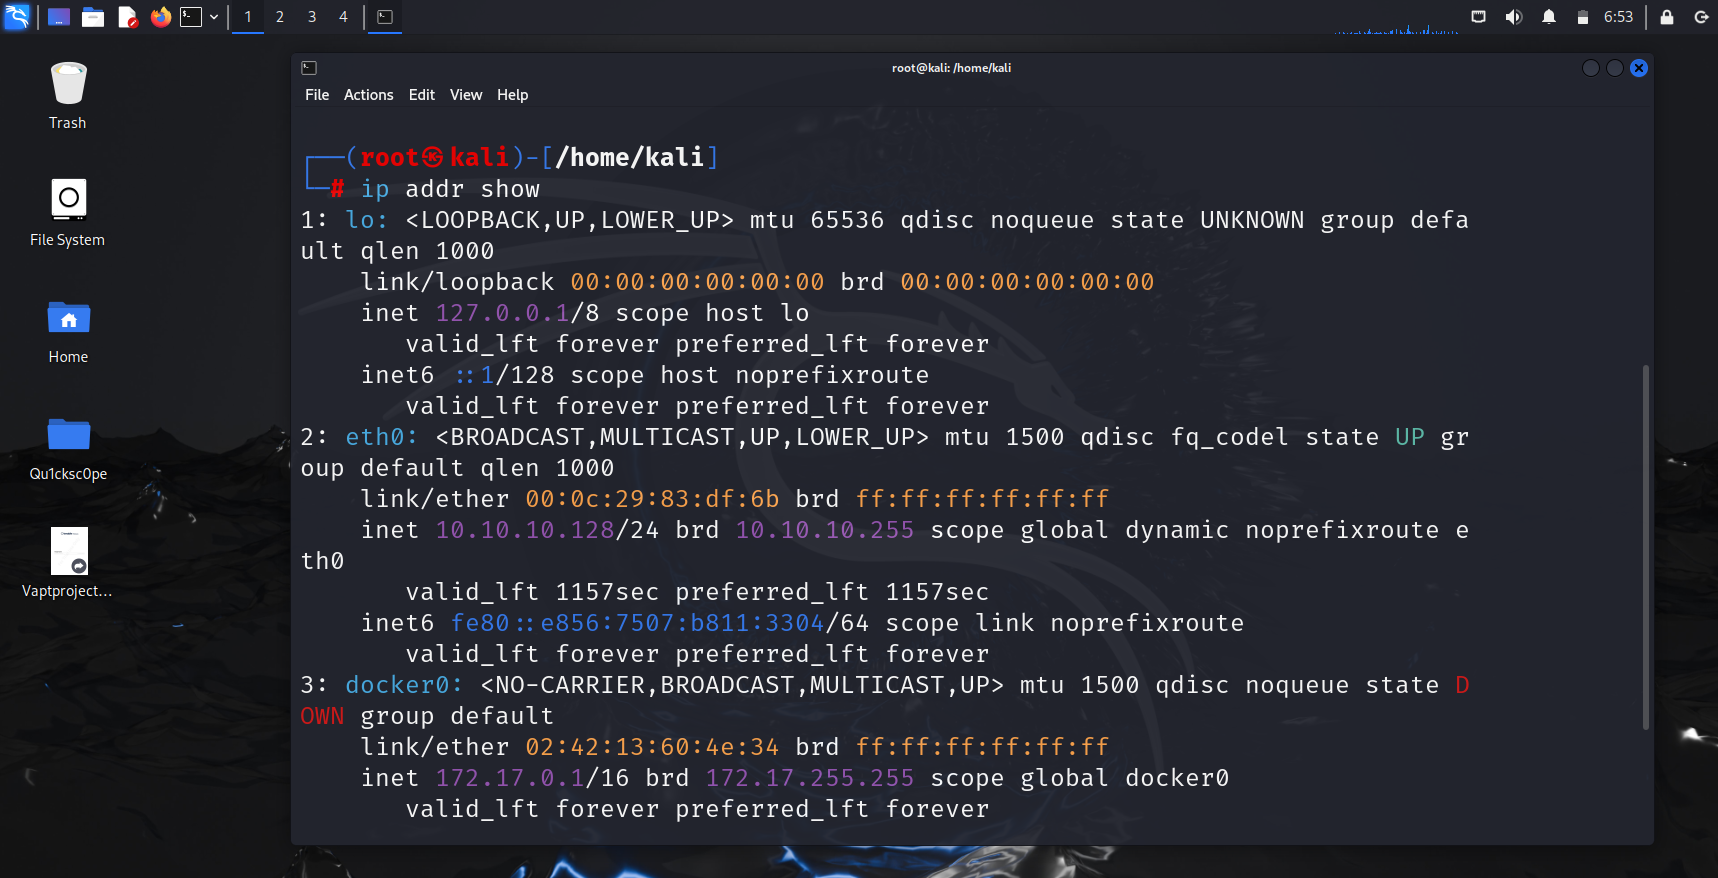 1 2 3 4
6:53
Trash
File System
Home
Qu1cksc0pe
Vaptproject...
root@kali: /home/kali
File Actions Edit View Help
┌──(root㉿kali)-[/home/kali]
└─# ip addr show
1: lo: <LOOPBACK,UP,LOWER_UP> mtu 65536 qdisc noqueue state UNKNOWN group defa
ult qlen 1000
link/loopback 00:00:00:00:00:00 brd 00:00:00:00:00:00
inet 127.0.0.1/8 scope host lo
valid_lft forever preferred_lft forever
inet6 ::1/128 scope host noprefixroute
valid_lft forever preferred_lft forever
2: eth0: <BROADCAST,MULTICAST,UP,LOWER_UP> mtu 1500 qdisc fq_codel state UP gr
oup default qlen 1000
link/ether 00:0c:29:83:df:6b brd ff:ff:ff:ff:ff:ff
inet 10.10.10.128/24 brd 10.10.10.255 scope global dynamic noprefixroute e
th0
valid_lft 1157sec preferred_lft 1157sec
inet6 fe80::e856:7507:b811:3304/64 scope link noprefixroute
valid_lft forever preferred_lft forever
3: docker0: <NO-CARRIER,BROADCAST,MULTICAST,UP> mtu 1500 qdisc noqueue state D
OWN group default
link/ether 02:42:13:60:4e:34 brd ff:ff:ff:ff:ff:ff
inet 172.17.0.1/16 brd 172.17.255.255 scope global docker0
valid_lft forever preferred_lft forever